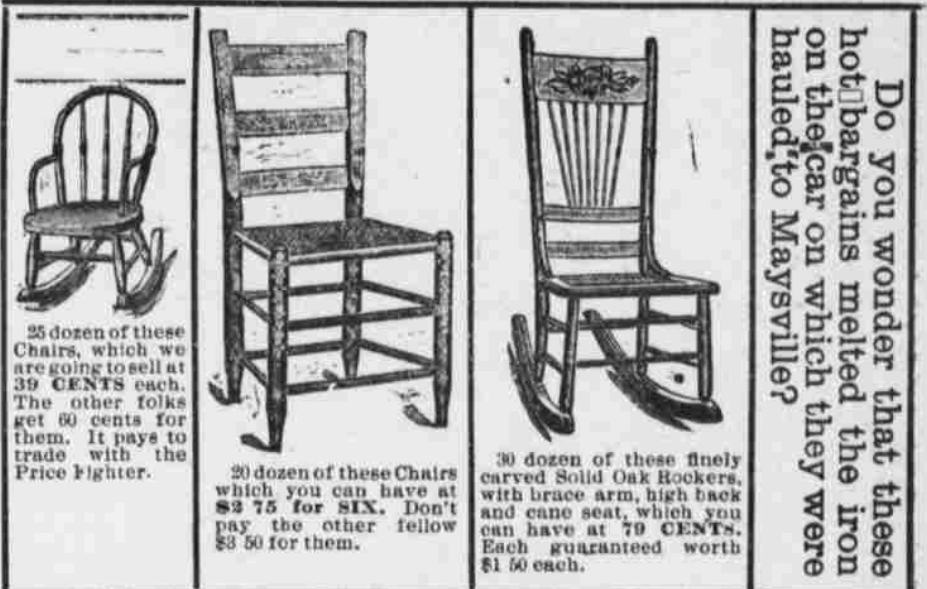 25 dozen of these
Chairs, which we
are going to sell at
39 CENTS each.
The other folks
get 60 cents for
them. It pays to
trade with the
Price Fighter.
20 dozen of these Chairs
which you can have at
$2 75 for SIX. Don't
pay the other fellow
$3 50 for them.
30 dozen of these finely
carved Solid Oak Rockers,
with brace arm, high back
and cane seat, which you
can have at 79 CENTS.
Each guaranteed worth
$1 50 each.
Do you wonder that these
hot bargains melted the iron
on the car on which they were
hauled to Maysville?